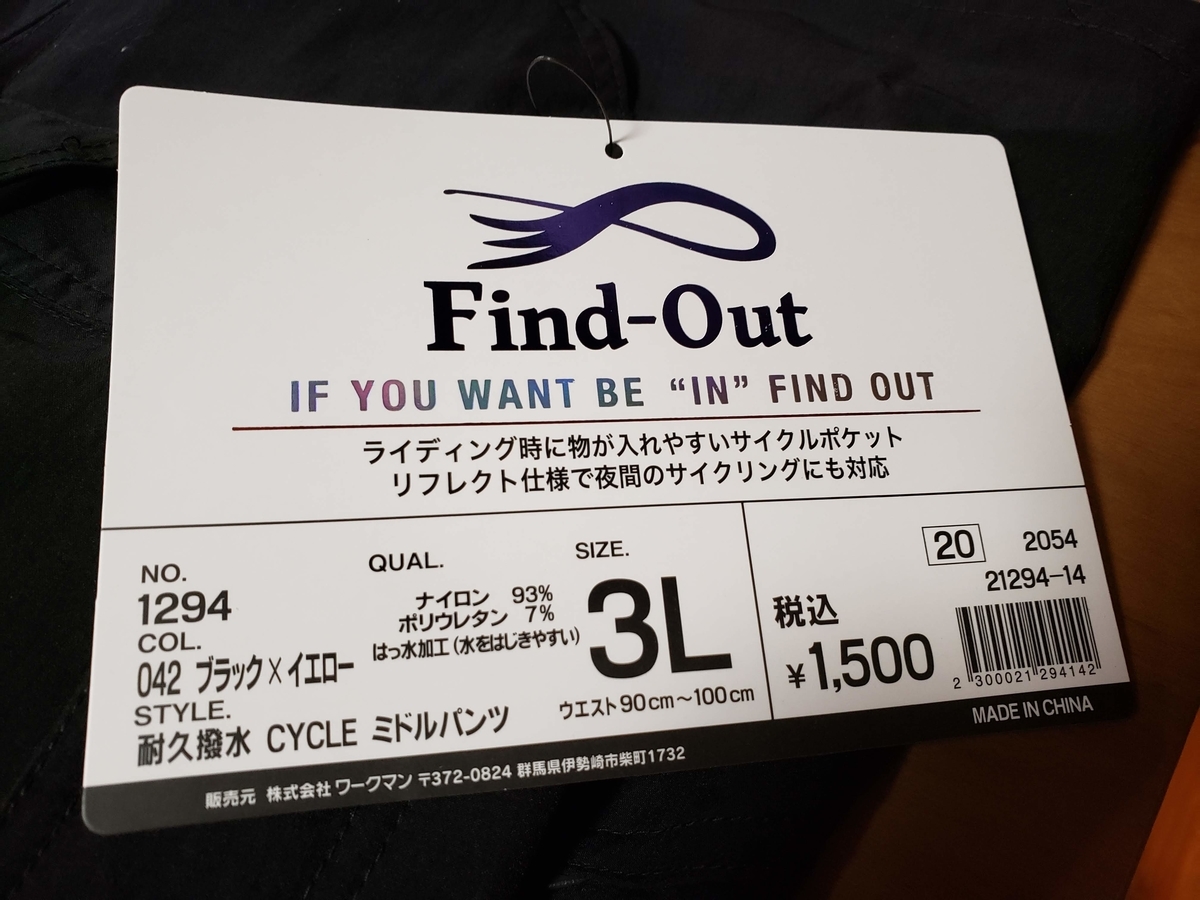 Find-Out
IF YOU WANT BE “IN” FIND OUT
ライディング時に物が入れやすいサイクルポケット
リフレクト仕様で夜間のサイクリングにも対応
NO.
1294
COL.
042 ブラック×イエロー
STYLE.
耐久撥水 CYCLE ミドルパンツ
QUAL.
ナイロン 93%
ポリウレタン 7%
はっ水加工(水をはじきやすい)
SIZE.
3L
ウエスト90cm～100cm
20 2054
21294-14
税込
¥1,500
2 300021 294142
MADE IN CHINA
販売元 株式会社ワークマン 〒372-0824 群馬県伊勢崎市柴町1732